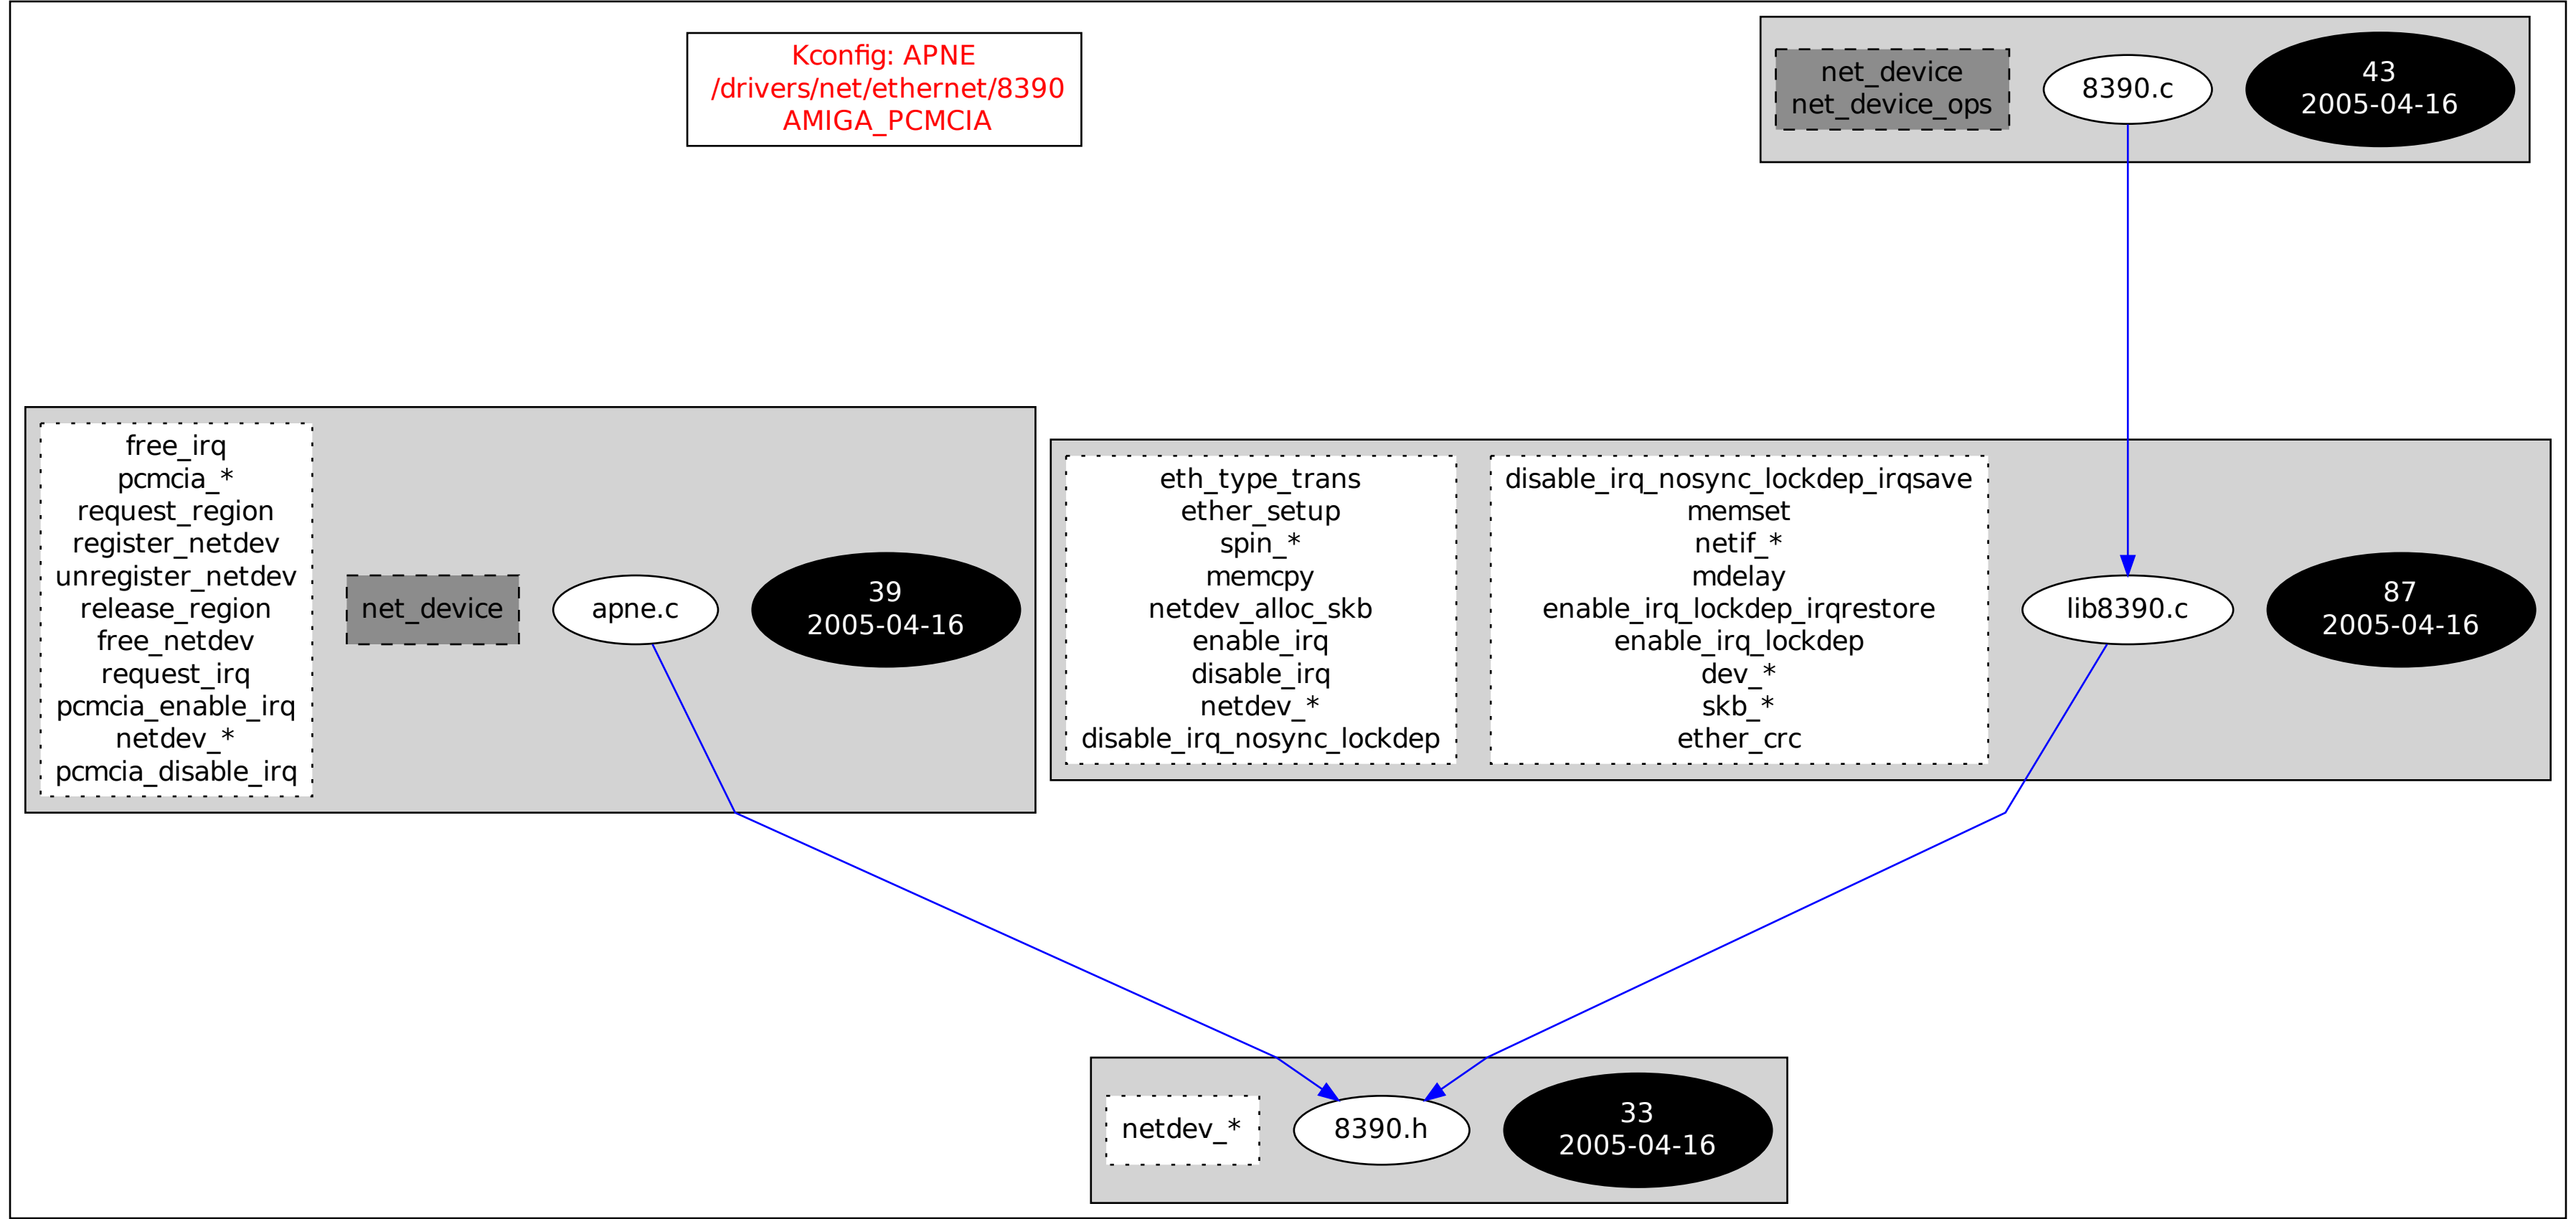 Kconfig: APNE
/drivers/net/ethernet/8390
AMIGA_PCMCIA
net_device
net_device_ops
8390.c
43
2005-04-16
free_irq
pcmcia_*
request_region
register_netdev
unregister_netdev
release_region
free_netdev
request_irq
pcmcia_enable_irq
netdev_*
pcmcia_disable_irq
net_device
apne.c
39
2005-04-16
eth_type_trans
ether_setup
spin_*
memcpy
netdev_alloc_skb
enable_irq
disable_irq
netdev_*
disable_irq_nosync_lockdep
disable_irq_nosync_lockdep_irqsave
memset
netif_*
mdelay
enable_irq_lockdep_irqrestore
enable_irq_lockdep
dev_*
skb_*
ether_crc
lib8390.c
87
2005-04-16
netdev_*
8390.h
33
2005-04-16